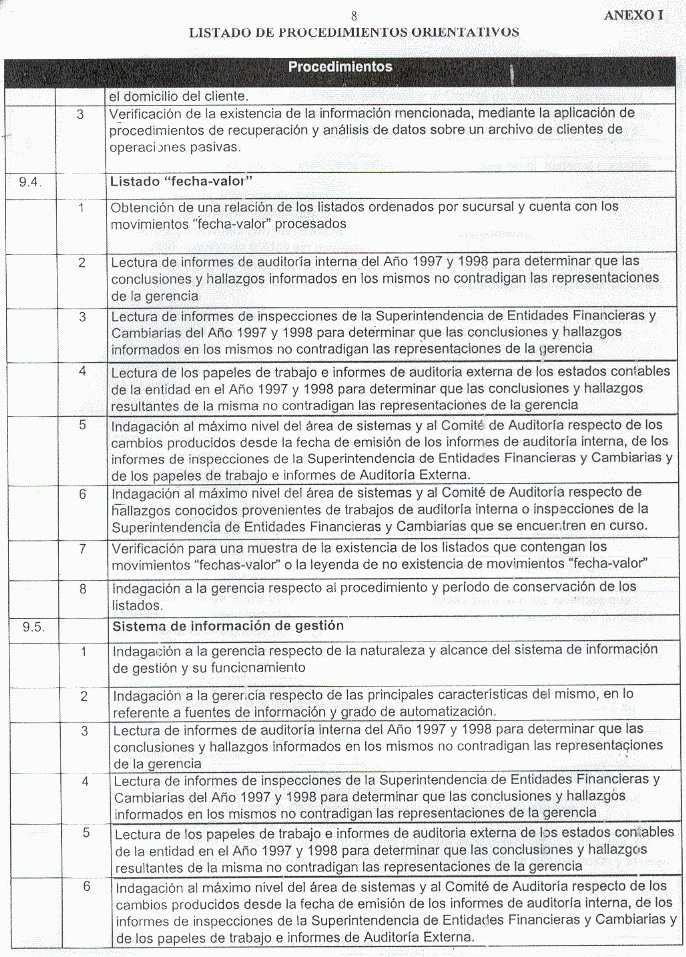 8
ANEXO I
LISTADO DE PROCEDIMIENTOS ORIENTATIVOS
Procedimientos
el domicilio del cliente.
3 Verificación de la existencia de la información mencionada, mediante la aplicación de
procedimientos de recuperación y análisis de datos sobre un archivo de clientes de
operaciones pasivas.
9.4. Listado "fecha-valor"
1 Obtención de una relación de los listados ordenados por sucursal y cuenta con los
movimientos "fecha-valor" procesados
2 Lectura de informes de auditoría interna del Año 1997 y 1998 para determinar que las
conclusiones y hallazgos informados en los mismos no contradigan las representaciones
de la gerencia
3 Lectura de informes de inspecciones de la Superintendencia de Entidades Financieras y
Cambiarias del Año 1997 y 1998 para determinar que las conclusiones y hallazgos
informados en los mismos no contradigan las representaciones de la gerencia
4 Lectura de los papeles de trabajo e informes de auditoria externa de los estados contables
de la entidad en el Año 1997 y 1998 para determinar que las conclusiones y hallazgos
resultantes de la misma no contradigan las representaciones de la gerencia
5 Indagación al máximo nivel del área de sistemas y al Comité de Auditoría respecto de los
cambios producidos desde la fecha de emisión de los informes de auditoría interna, de los
informes de inspecciones de la Superintendencia de Entidades Financieras y Cambiarias y
de los papeles de trabajo e informes de Auditoría Externa.
6 Indagación al máximo nivel del área de sistemas y al Comité de Auditoría respecto de
hallazgos conocidos provenientes de trabajos de auditoría interna o inspecciones de la
Superintendencia de Entidades Financieras y Cambiarias que se encuentren en curso.
7 Verificación para una muestra de la existencia de los listados que contengan los
movimientos "fechas-valor" o la leyenda de no existencia de movimientos "fecha-valor"
8 Indagación a la gerencia respecto al procedimiento y período de conservación de los
listados.
9.5. Sistema de información de gestión
1 Indagación a la gerencia respecto de la naturaleza y alcance del sistema de información
de gestión y su funcionamiento
2 Indagación a la gerencia respecto de las principales características del mismo, en lo
referente a fuentes de información y grado de automatización.
3 Lectura de informes de auditoría interna del Año 1997 y 1998 para determinar que las
conclusiones y hallazgos informados en los mismos no contradigan las representaciones
de la gerencia
4 Lectura de informes de inspecciones de la Superintendencia de Entidades Financieras y
Cambiarias del Año 1997 y 1998 para determinar que las conclusiones y hallazgos
informados en los mismos no contradigan las representaciones de la gerencia
5 Lectura de los papeles de trabajo e informes de auditoria externa de los estados contables
de la entidad en el Año 1997 y 1998 para determinar que las conclusiones y hallazgos
resultantes de la misma no contradigan las representaciones de la gerencia
6 Indagación al máximo nivel del área de sistemas y al Comité de Auditoría respecto de los
cambios producidos desde la fecha de emisión de los informes de auditoría interna, de los
informes de inspecciones de la Superintendencia de Entidades Financieras y Cambiarias y
de los papeles de trabajo e informes de Auditoría Externa.